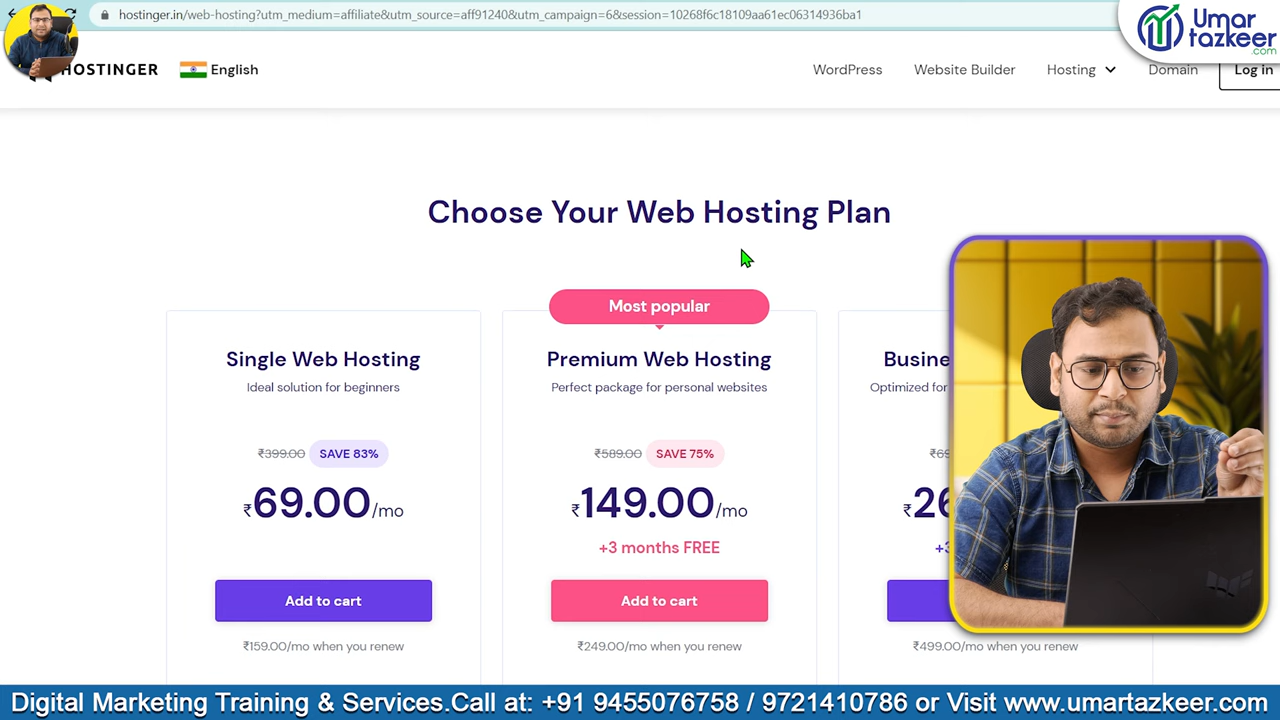 hostinger.in/web-hosting?utm_medium=affiliate&utm_source=aff91240&utm_campaign=6&session=
Umar
tazkeer
.com
HOSTINGER
English
WordPress
Website Builder
Hosting
Domain
Log in
Choose Your Web Hosting Plan
Most popular
Single Web Hosting
Premium Web Hosting
Busine
Ideal solution for beginners
Perfect package for personal websites
Optimized for
₹399.00 SAVE 83%
₹589.00 SAVE 75%
₹69
₹69.00/mo
₹149.00/mo
₹26
+3 months FREE
+3
Add to cart
Add to cart
₹159.00/mo when you renew
₹249.00/mo when you renew
₹499.00/mo when you renew
Digital Marketing Training & Services.Call at: +91 9455076758 / 9721410786 or Visit www.umartazkeer.com